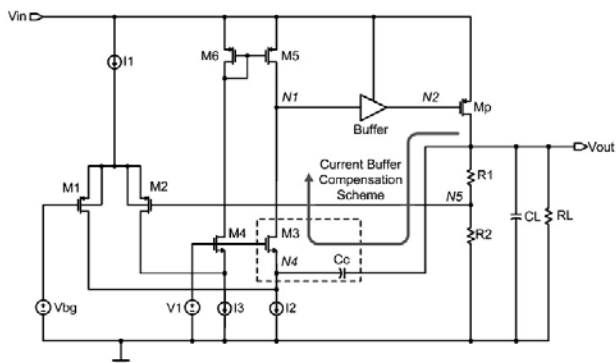 Vin
M6
M5
I1
N1
N2
Mp
Buffer
Vout
Current Buffer
Compensation
Scheme
R1
M1
M2
N5
CL
RL
M4
M3
R2
N4
Cc
Vbg
V1
I3
I2